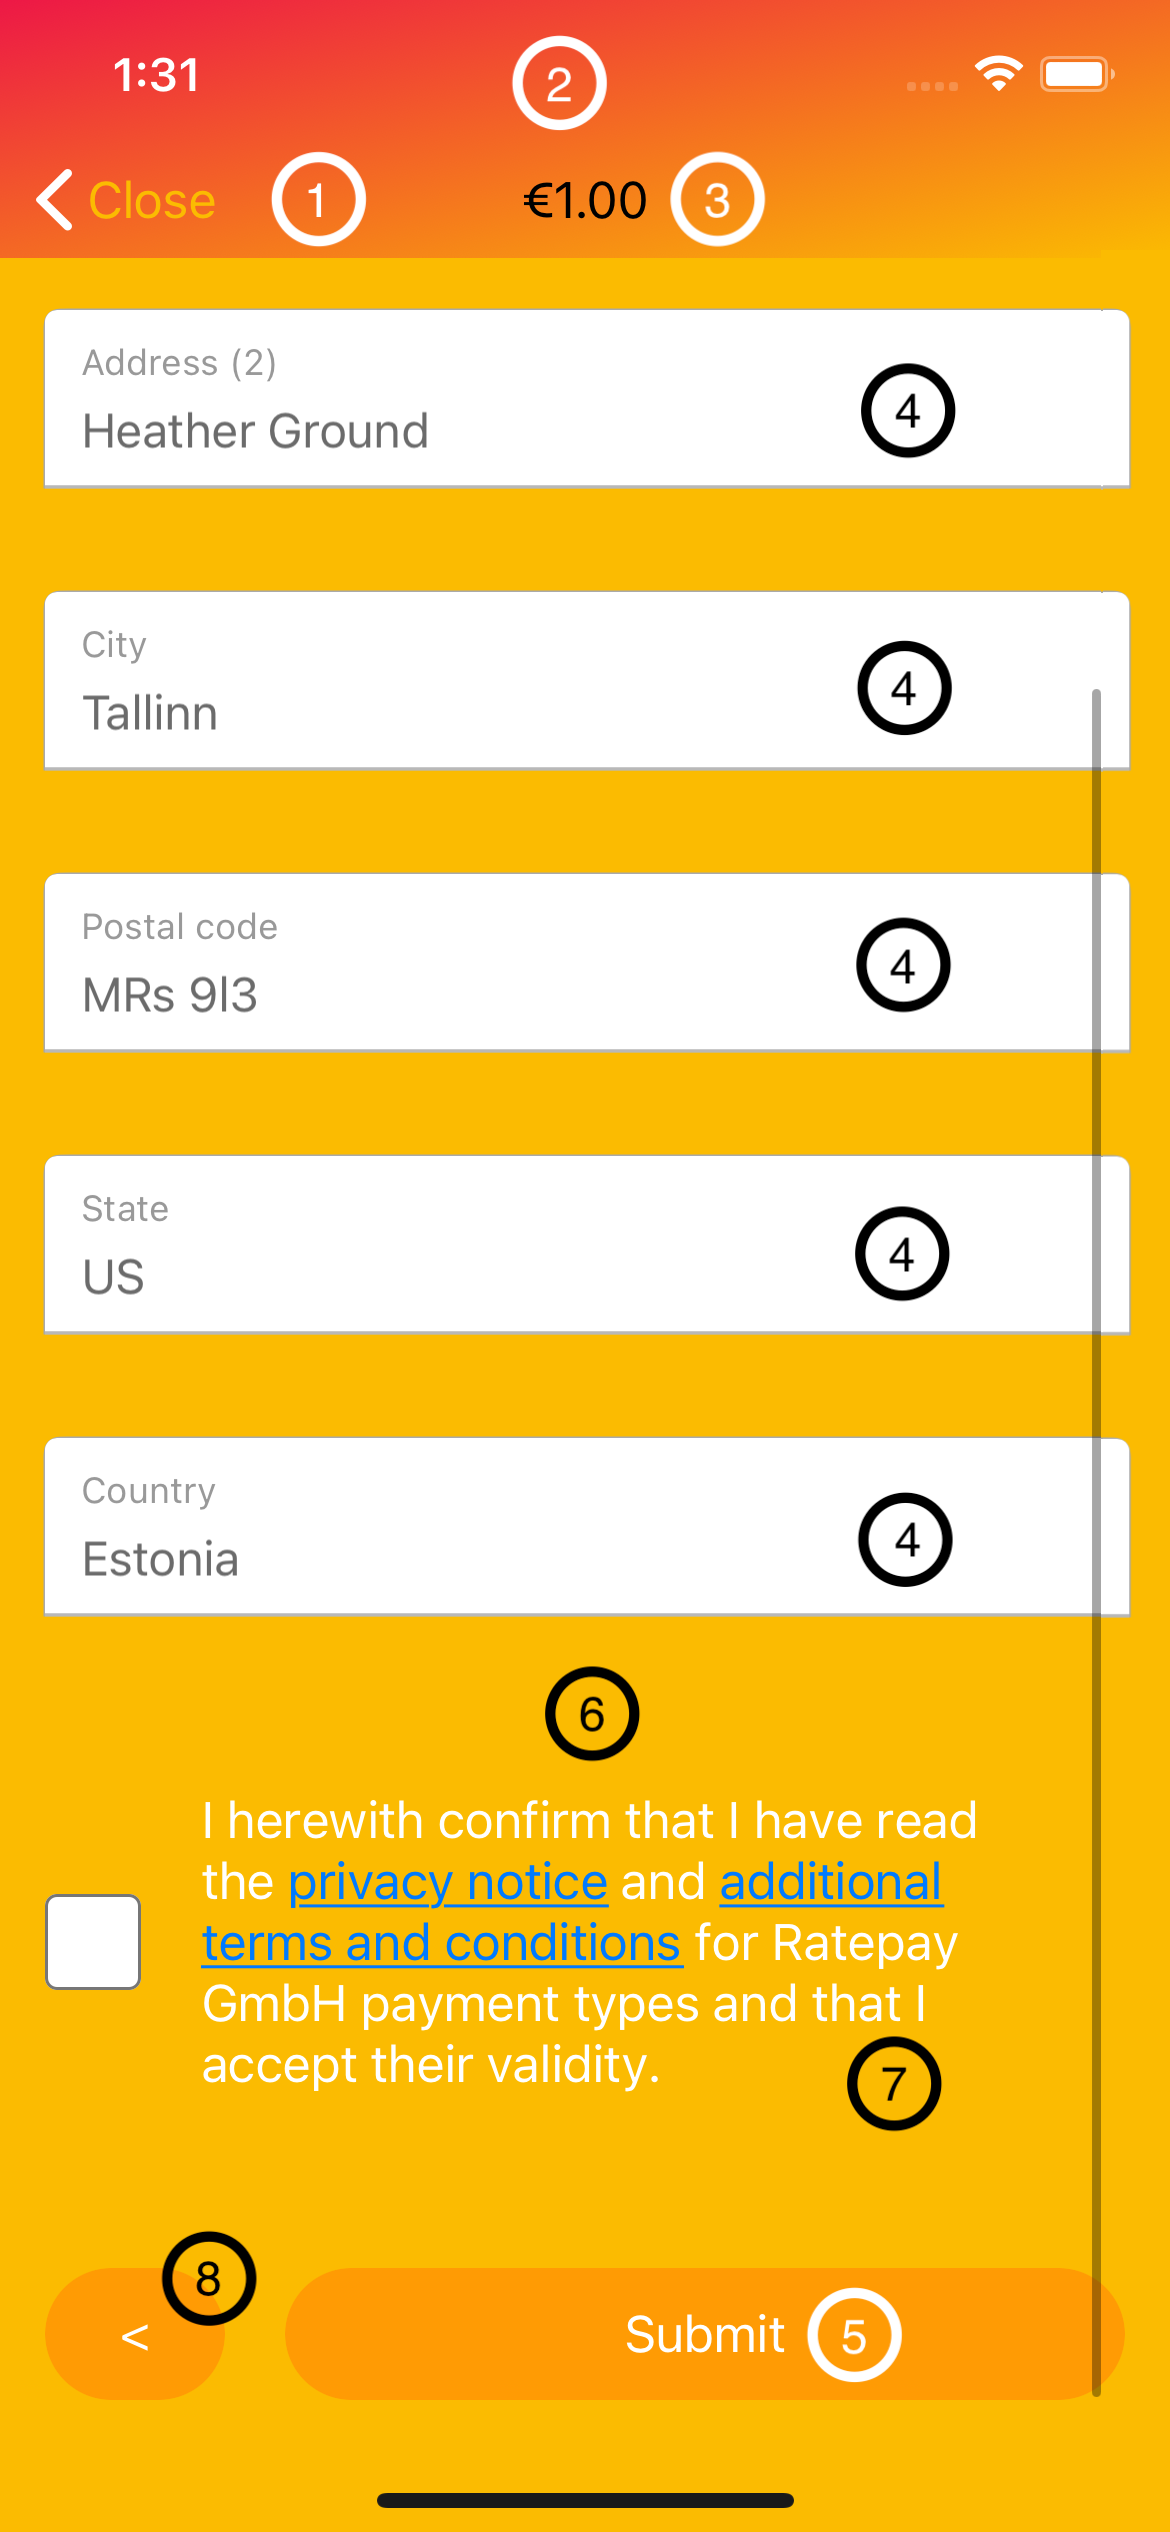 1:31
2
Close 1 €1.00 3
Address (2)
Heather Ground
4
City
Tallinn
4
Postal code
MRs 9l3
4
State
US
4
Country
Estonia
4
6
I herewith confirm that I have read
the privacy notice and additional
terms and conditions for Ratepay
GmbH payment types and that I
accept their validity.
7
8
<
Submit 5